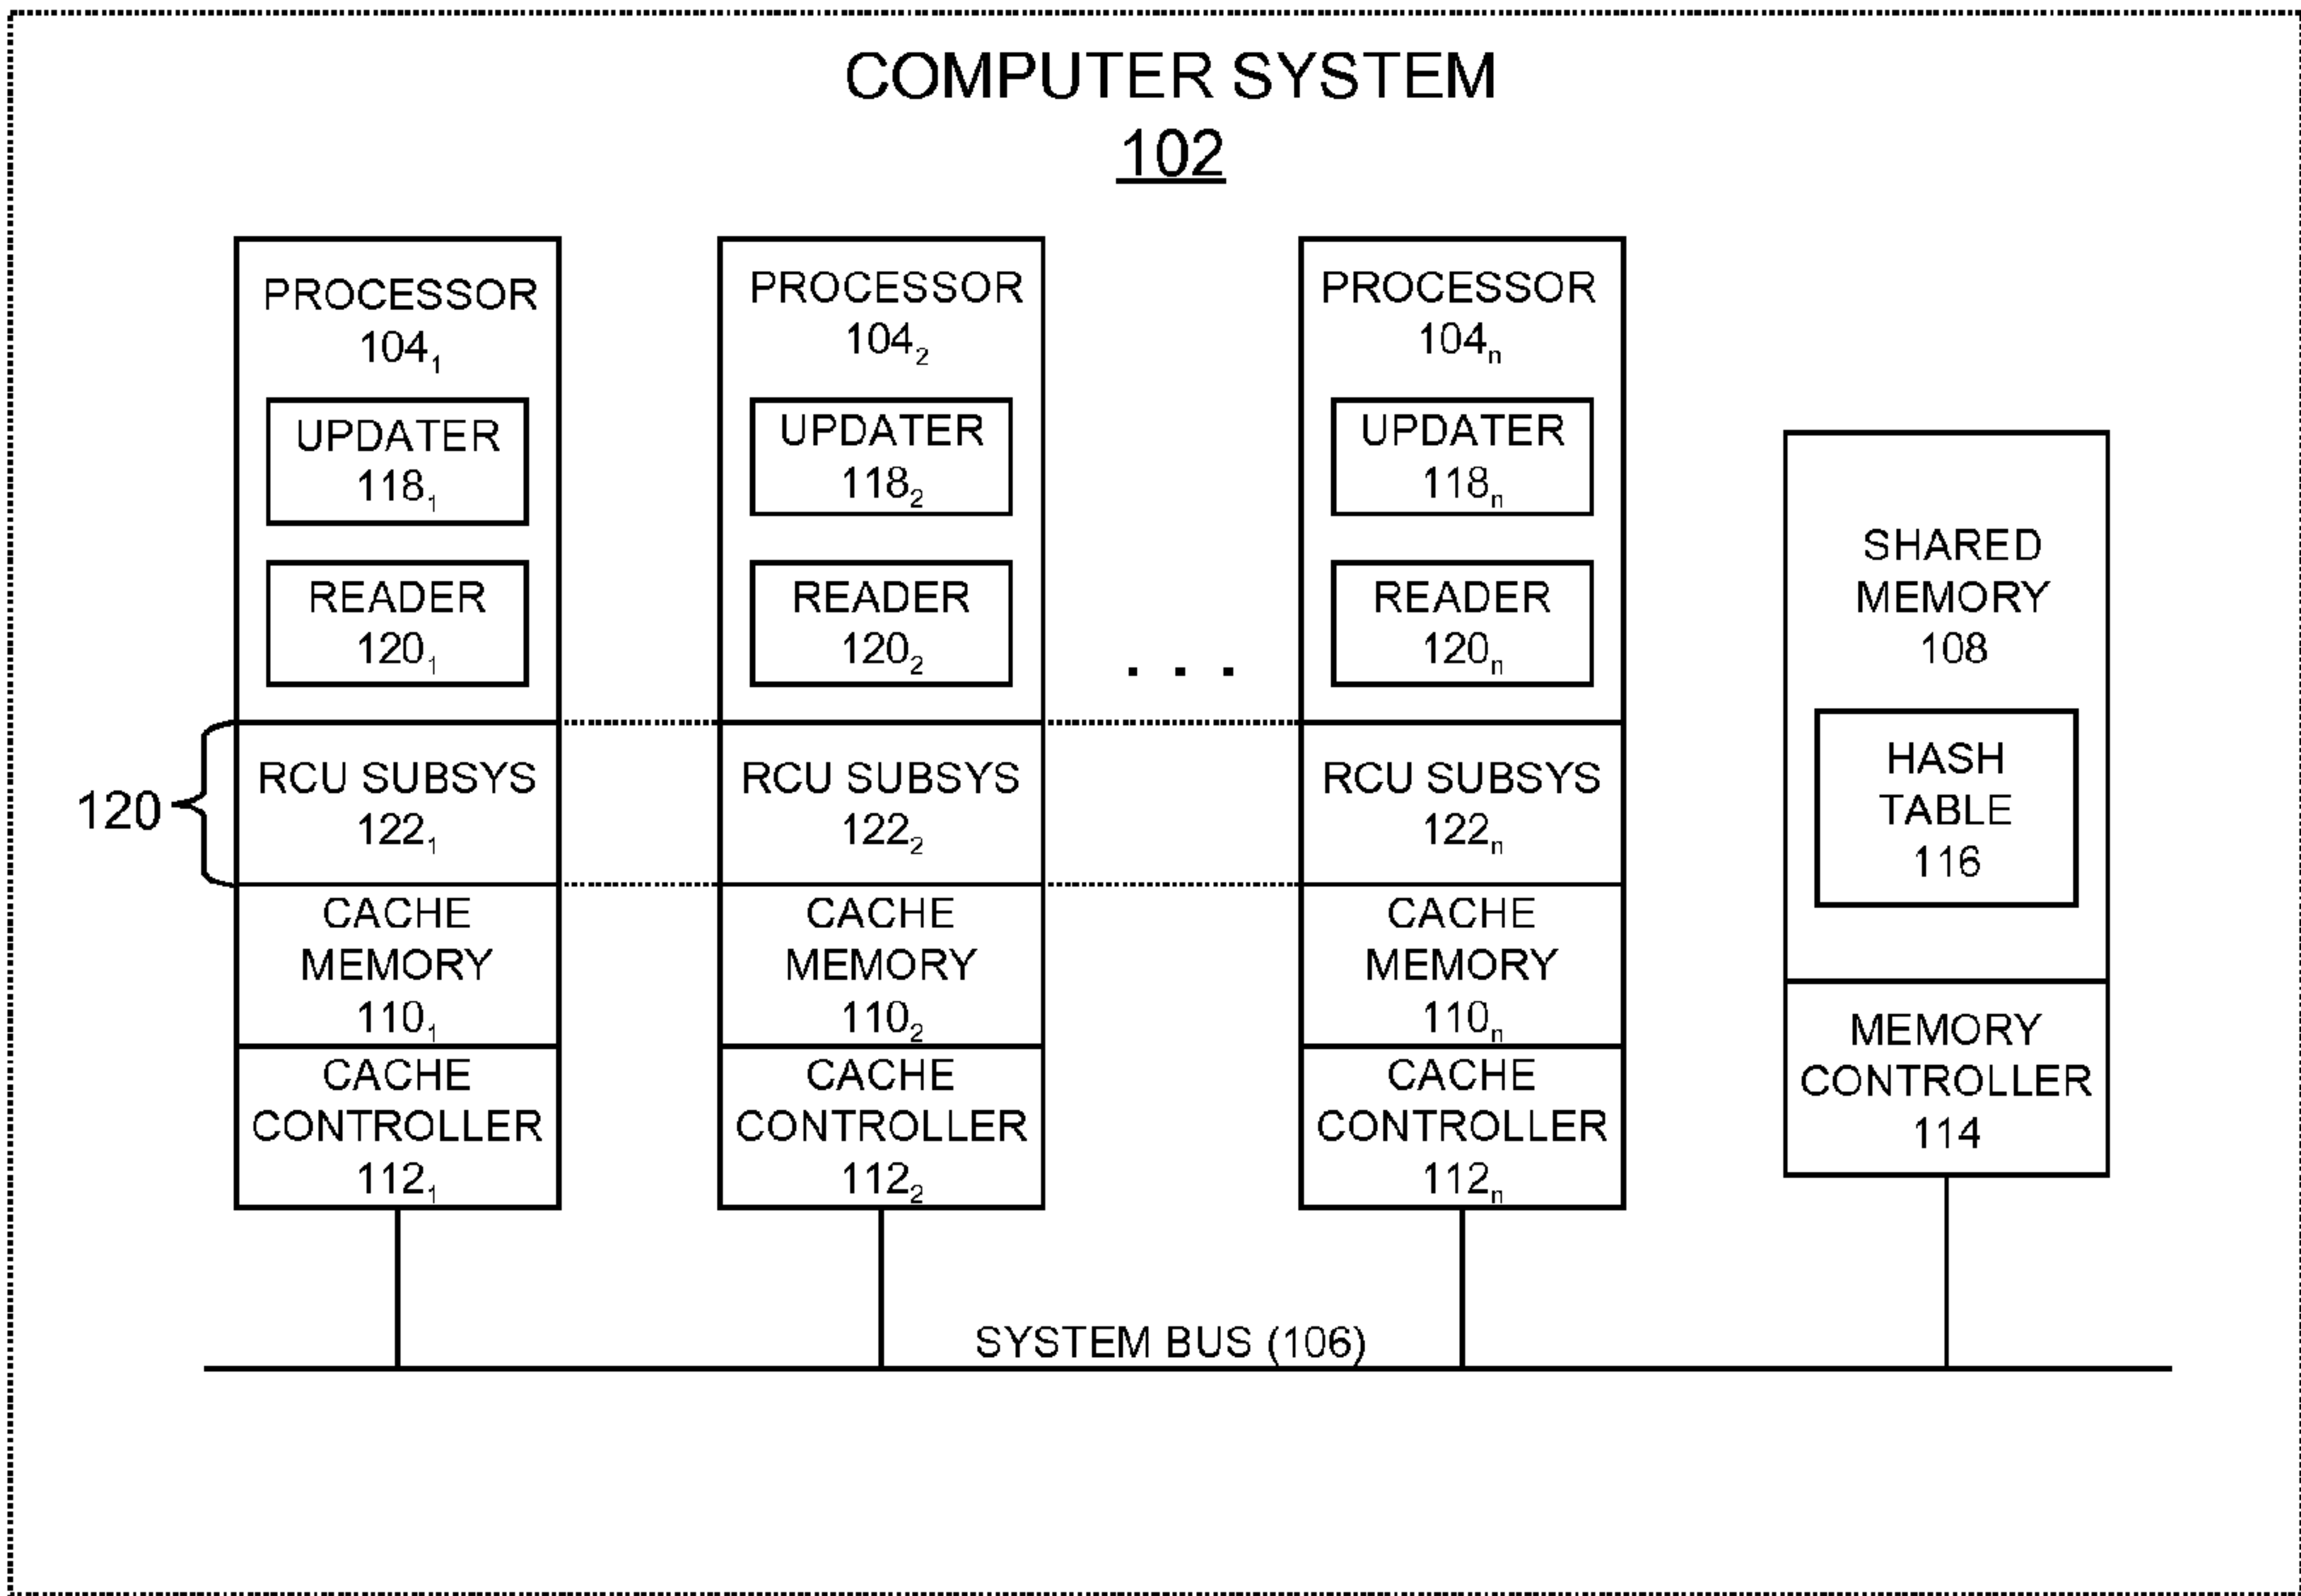 COMPUTER SYSTEM
102
PROCESSOR
104₁
UPDATER
118₁
READER
120₁
RCU SUBSYS
122₁
CACHE
MEMORY
110₁
CACHE
CONTROLLER
112₁
PROCESSOR
104₂
UPDATER
118₂
READER
120₂
RCU SUBSYS
122₂
CACHE
MEMORY
110₂
CACHE
CONTROLLER
112₂
. . .
PROCESSOR
104ₙ
UPDATER
118ₙ
READER
120ₙ
RCU SUBSYS
122ₙ
CACHE
MEMORY
110ₙ
CACHE
CONTROLLER
112ₙ
SHARED
MEMORY
108
HASH
TABLE
116
MEMORY
CONTROLLER
114
120
SYSTEM BUS (106)